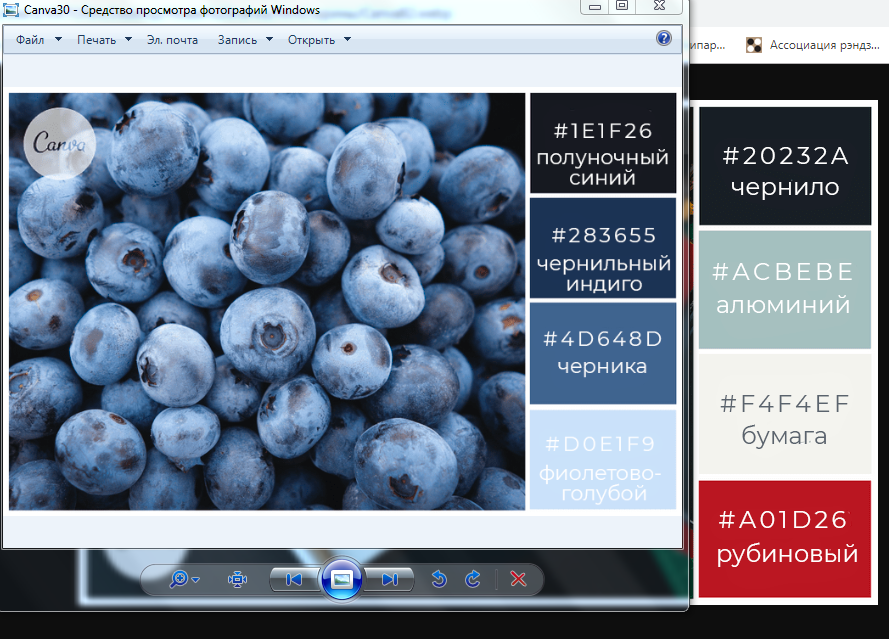 Canva30 - Средство просмотра фотографий Windows
Файл Печать Эл. почта Запись Открыть
Ассоциация рэндз...
Canva
#1E1F26
полуночный
синий
#283655
чернильный
индиго
#4D648D
черника
#D0E1F9
фиолетово-
голубой
#20232A
чернило
#ACBEBE
алюминий
#F4F4EF
бумага
#A01D26
рубиновый